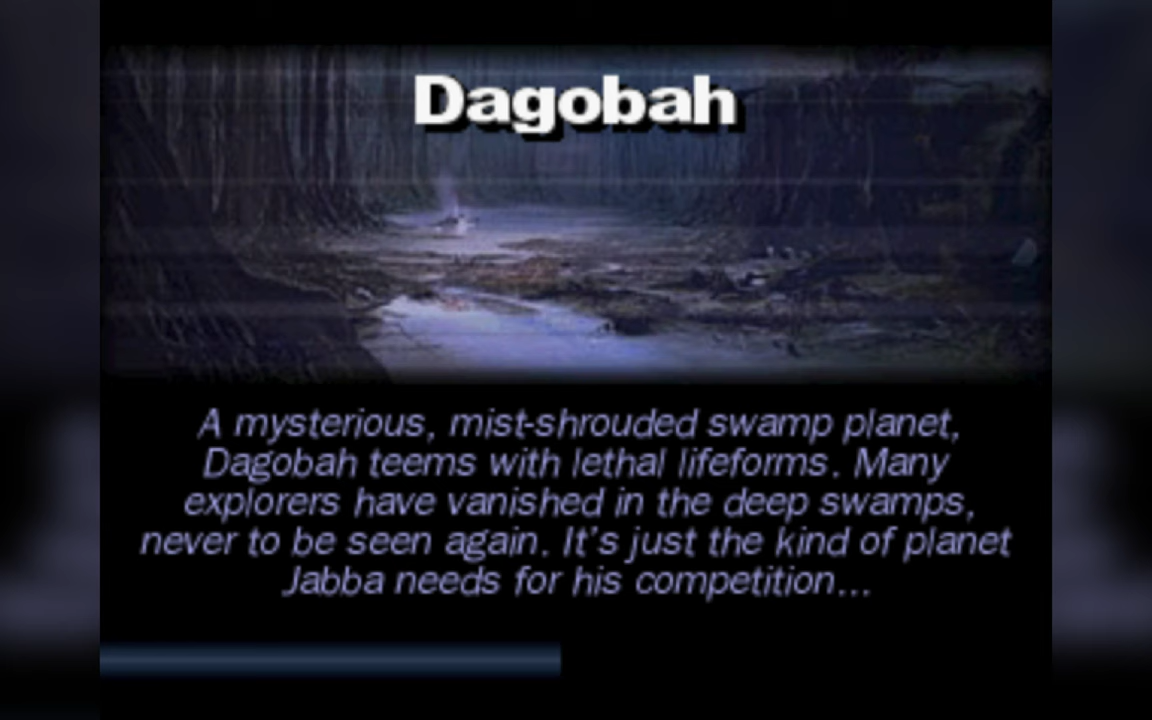 Dagobah
A mysterious, mist-shrouded swamp planet,
Dagobah teems with lethal lifeforms. Many
explorers have vanished in the deep swamps,
never to be seen again. It's just the kind of planet
Jabba needs for his competition...